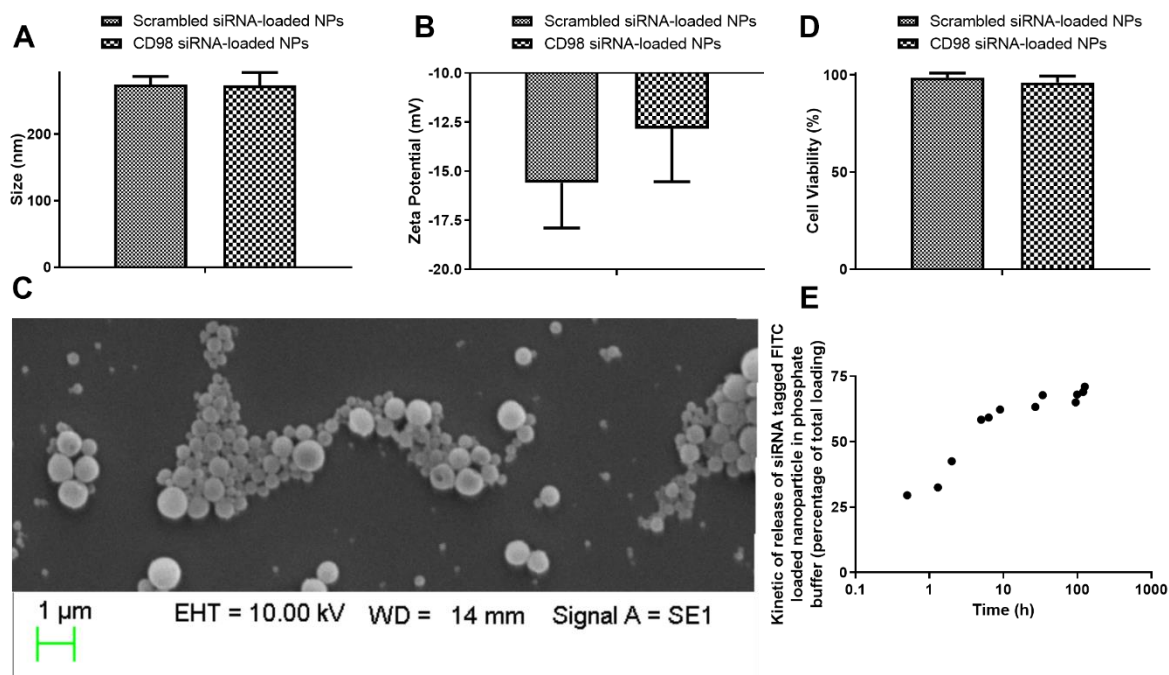 A
Scrambled siRNA-loaded NPs
CD98 siRNA-loaded NPs
Size (nm)
200
100
0
B
Scrambled siRNA-loaded NPs
CD98 siRNA-loaded NPs
Zeta Potential (mV)
-10.0
-12.5
-15.0
-17.5
-20.0
D
Scrambled siRNA-loaded NPs
CD98 siRNA-loaded NPs
Cell Viability (%)
100
50
0
C
1 µm
EHT = 10.00 kV WD = 14 mm Signal A = SE1
E
Kinetic of release of siRNA tagged FITC
loaded nanoparticle in phosphate
buffer (percentage of total loading)
75
50
25
0
0.1 1 10 100 1000
Time (h)